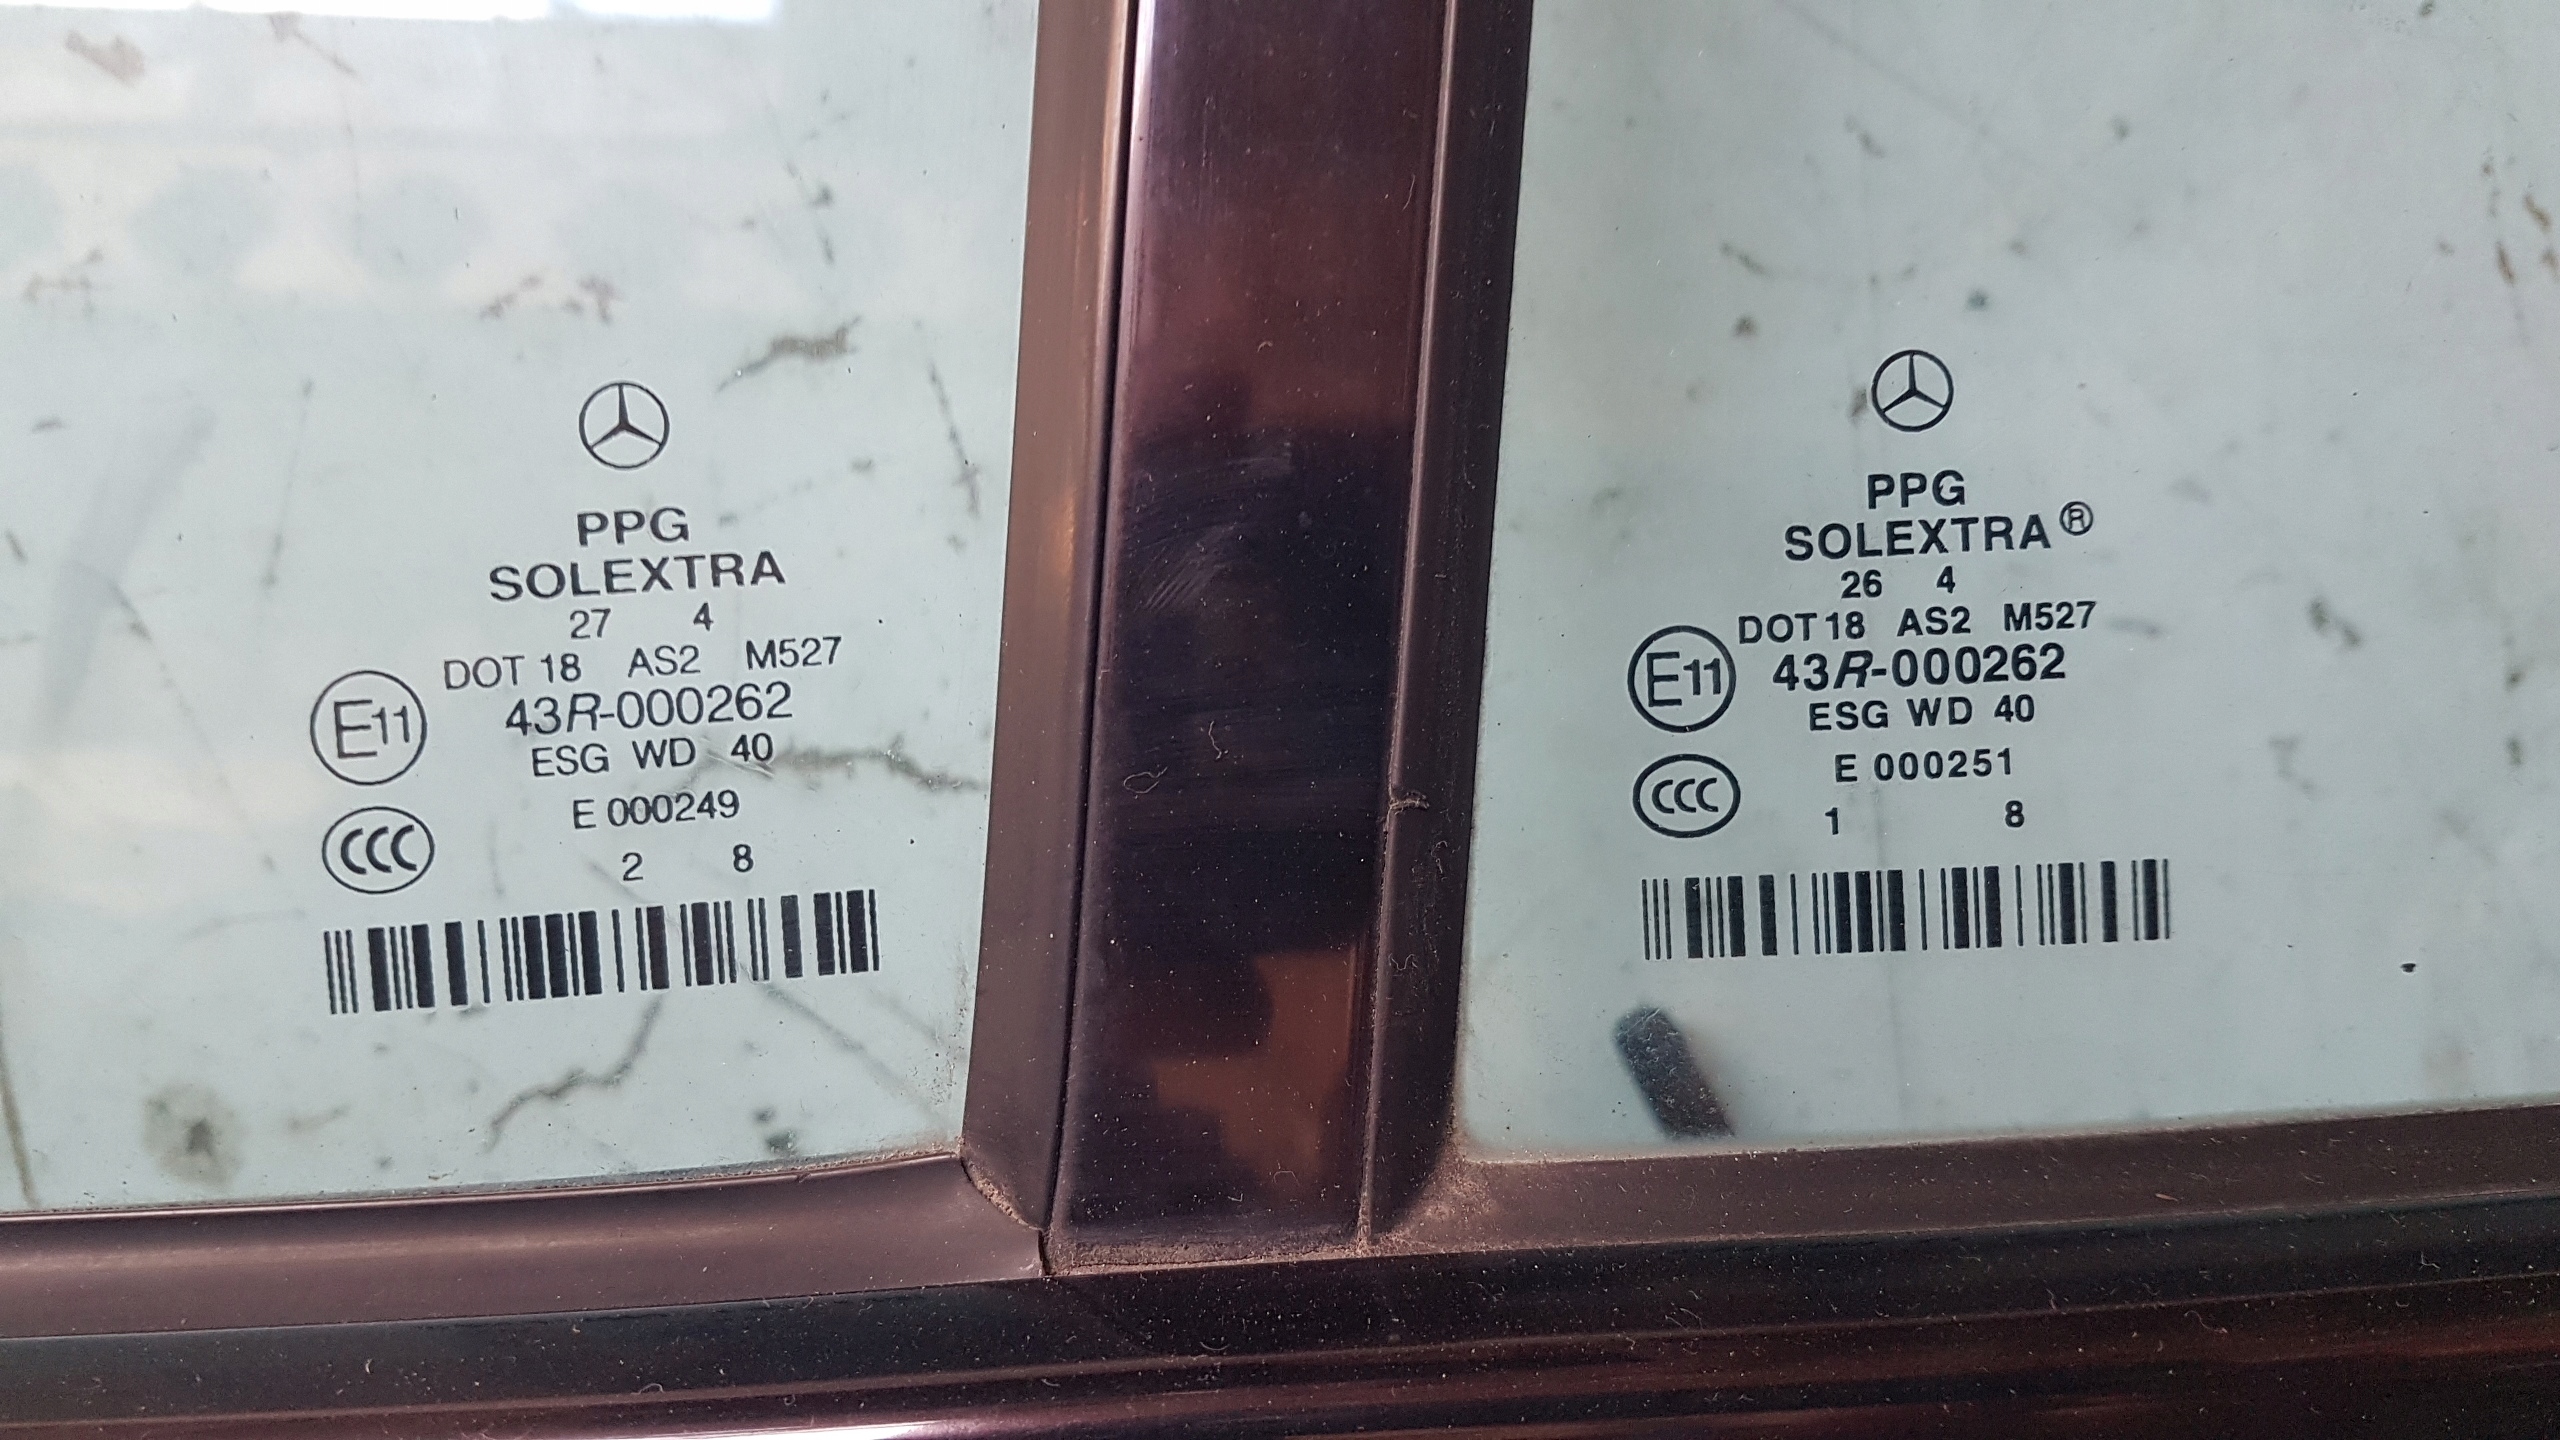 PPG
SOLEXTRA
27 4
DOT 18 AS2 M527
E11 43R-000262
ESG WD 40
CCC E 000249
2 8
PPG
SOLEXTRA®
26 4
DOT 18 AS2 M527
E11 43R-000262
ESG WD 40
CCC E 000251
1 8